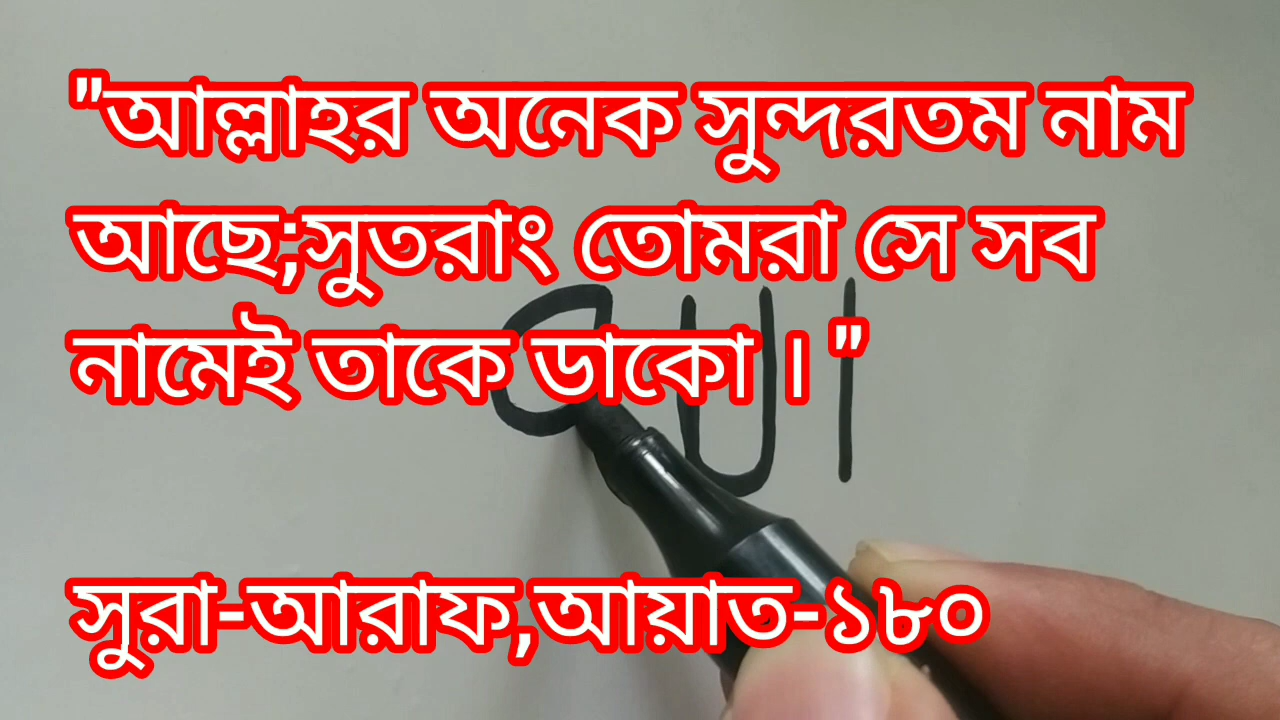 "আল্লাহর অনেক সুন্দরতম নাম
আছে;সুতরাং তোমরা সে সব
নামেই তাকে ডাকো । "
সুরা-আরাফ,আয়াত-১৮০